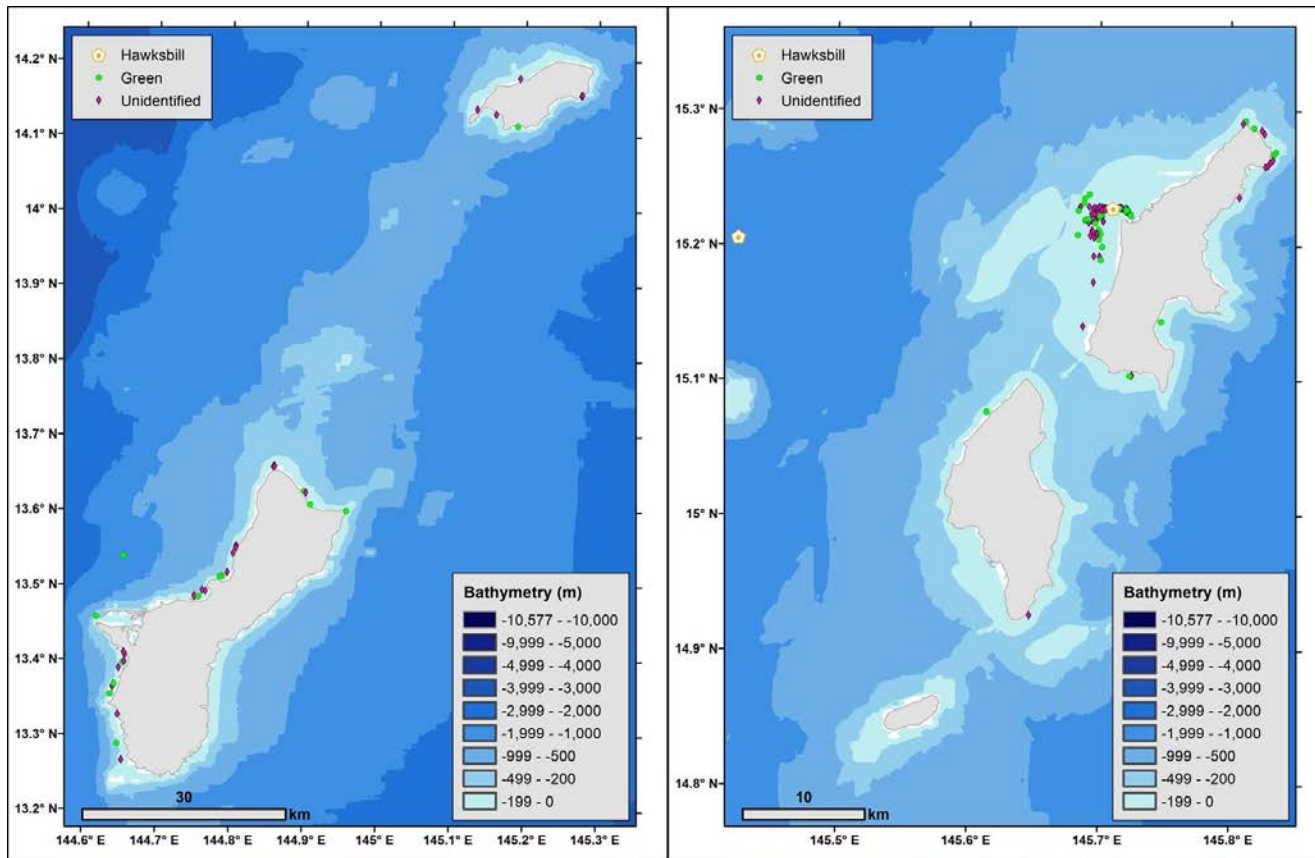 Hawksbill
Green
Unidentified
14.2° N
14.1° N
14° N
13.9° N
13.8° N
13.7° N
13.6° N
13.5° N
13.4° N
13.3° N
13.2° N
Bathymetry (m)
-10,577 - -10,000
-9,999 - -5,000
-4,999 - -4,000
-3,999 - -3,000
-2,999 - -2,000
-1,999 - -1,000
-999 - -500
-499 - -200
-199 - 0
30
km
144.6° E 144.7° E 144.8° E 144.9° E 145° E 145.1° E 145.2° E 145.3° E
Hawksbill
Green
Unidentified
15.3° N
15.2° N
15.1° N
15° N
14.9° N
14.8° N
Bathymetry (m)
-10,577 - -10,000
-9,999 - -5,000
-4,999 - -4,000
-3,999 - -3,000
-2,999 - -2,000
-1,999 - -1,000
-999 - -500
-499 - -200
-199 - 0
10
km
145.5° E 145.6° E 145.7° E 145.8° E